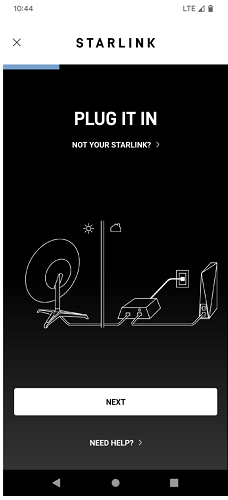 10:44
LTE
STARLINK
PLUG IT IN
NOT YOUR STARLINK?
NEXT
NEED HELP?